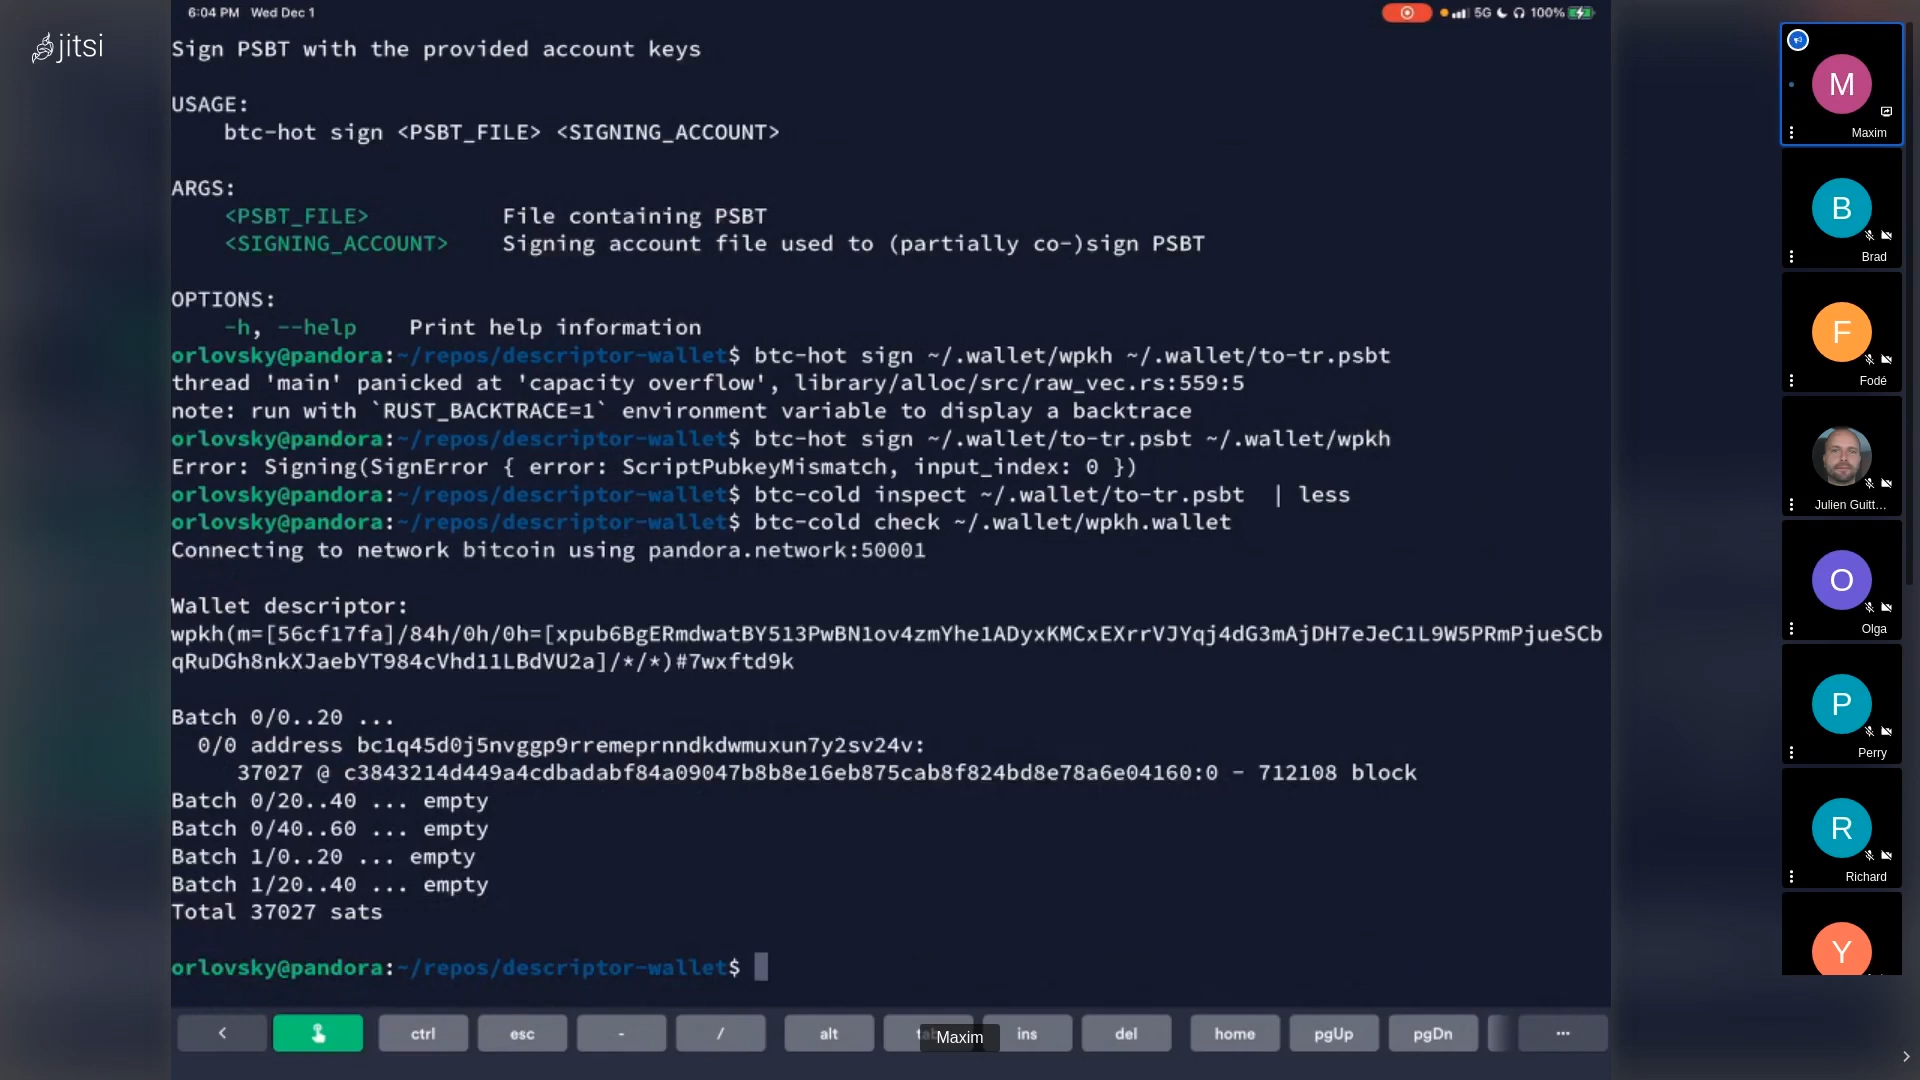 6:04 PM Wed Dec 1
5G 100%
jitsi
Sign PSBT with the provided account keys
USAGE:
btc-hot sign <PSBT_FILE> <SIGNING_ACCOUNT>
ARGS:
<PSBT_FILE> File containing PSBT
<SIGNING_ACCOUNT> Signing account file used to (partially co-)sign PSBT
OPTIONS:
-h, --help Print help information
orlovsky@pandora:~/repos/descriptor-wallet$ btc-hot sign ~/.wallet/wpkh ~/.wallet/to-tr.psbt
thread 'main' panicked at 'capacity overflow', library/alloc/src/raw_vec.rs:559:5
note: run with `RUST_BACKTRACE=1` environment variable to display a backtrace
orlovsky@pandora:~/repos/descriptor-wallet$ btc-hot sign ~/.wallet/to-tr.psbt ~/.wallet/wpkh
Error: Signing(SignError { error: ScriptPubkeyMismatch, input_index: 0 })
orlovsky@pandora:~/repos/descriptor-wallet$ btc-cold inspect ~/.wallet/to-tr.psbt | less
orlovsky@pandora:~/repos/descriptor-wallet$ btc-cold check ~/.wallet/wpkh.wallet
Connecting to network bitcoin using pandora.network:50001
Wallet descriptor:
wpkh(m=[56cf17fa]/84h/0h/0h=[xpub6BgERmdwatBY513PwBN1ov4zmYhe1ADyxKMCxEXrrVJYqj4dG3mAjDH7eJeC1L9W5PRmPjueSCb
qRuDGh8nkXJaebYT984cVhd11LBdVU2a]/*/*)#7wxftd9k
Batch 0/0..20 ...
0/0 address bc1q45d0j5nvggp9rremeprnndkdwmuxun7y2sv24v:
37027 @ c3843214d449a4cdbadabf84a09047b8b8e16eb875cab8f824bd8e78a6e04160:0 - 712108 block
Batch 0/20..40 ... empty
Batch 0/40..60 ... empty
Batch 1/0..20 ... empty
Batch 1/20..40 ... empty
Total 37027 sats
orlovsky@pandora:~/repos/descriptor-wallet$
ctrl esc - / alt ins del home pgUp pgDn ...
Maxim
M
Maxim
B
Brad
F
Fodé
Julien Guitt...
O
Olga
P
Perry
R
Richard
Y